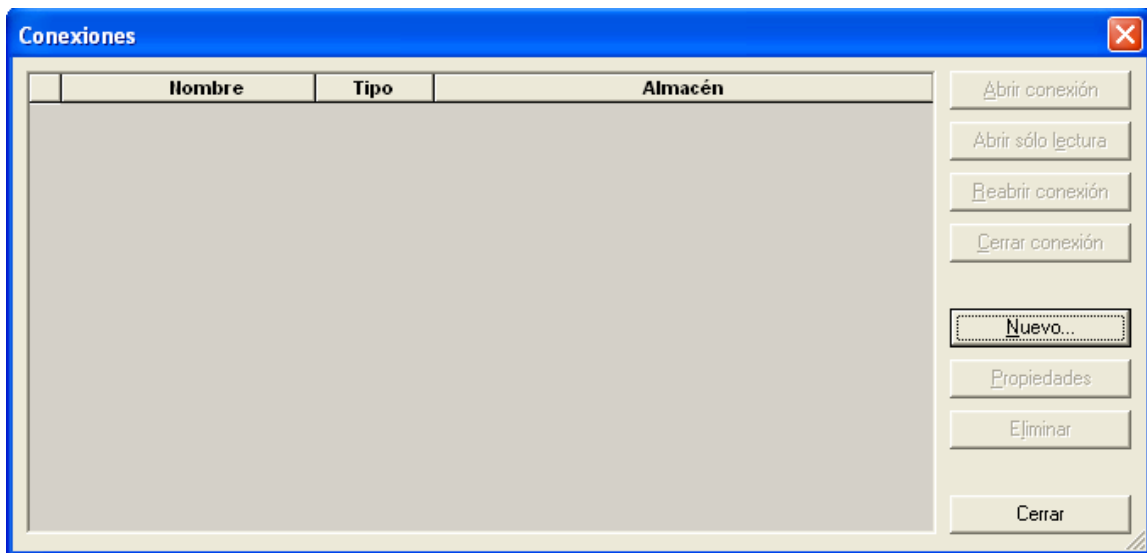 Conexiones
Nombre Tipo Almacén
Abrir conexión
Abrir sólo lectura
Reabrir conexión
Cerrar conexión
Nuevo...
Propiedades
Eliminar
Cerrar